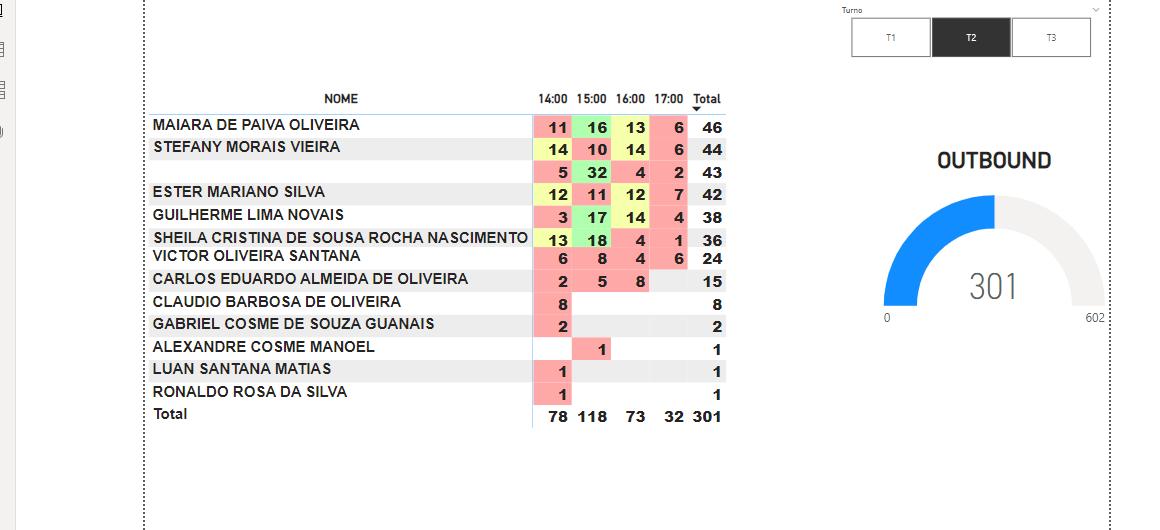 Turno
T1 T2 T3
NOME 14:00 15:00 16:00 17:00 Total
MAIARA DE PAIVA OLIVEIRA 11 16 13 6 46
STEFANY MORAIS VIEIRA 14 10 14 6 44
5 32 4 2 43
ESTER MARIANO SILVA 12 11 12 7 42
GUILHERME LIMA NOVAIS 3 17 14 4 38
SHEILA CRISTINA DE SOUSA ROCHA NASCIMENTO 13 18 4 1 36
VICTOR OLIVEIRA SANTANA 6 8 4 6 24
CARLOS EDUARDO ALMEIDA DE OLIVEIRA 2 5 8 15
CLAUDIO BARBOSA DE OLIVEIRA 8 8
GABRIEL COSME DE SOUZA GUANAIS 2 2
ALEXANDRE COSME MANOEL 1 1
LUAN SANTANA MATIAS 1 1
RONALDO ROSA DA SILVA 1 1
Total 78 118 73 32 301
OUTBOUND
301
0 602